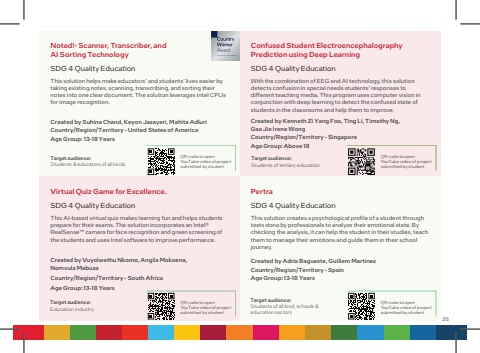 Noted!- Scanner, Transcriber, and
AI Sorting Technology
Country
Winner
Award
SDG 4 Quality Education
This solution helps make educators' and students' lives easier by
taking existing notes, scanning, transcribing, and sorting their
notes into one clear document. The solution leverages Intel CPUs
for image recognition.
Created by Suhina Chand, Keyon Jazayeri, Mahita Adluri
Country/Region/Territory - United States of America
Age Group: 13-18 Years
Target audience:
Students & educators of all kinds
QR code to open
YouTube video of project
submitted by student
Confused Student Electroencephalography
Prediction using Deep Learning
SDG 4 Quality Education
With the combination of EEG and AI technology, this solution
detects confusion in special needs students' responses to
different teaching media. This program uses computer vision in
conjunction with deep learning to detect the confused state of
students in the classrooms and help them to improve.
Created by Kenneth Zi Yang Foo, Ting Li, Timothy Ng,
Gao Jie Irene Wong
Country/Region/Territory - Singapore
Age Group: Above 18
Target audience:
Students of tertiary education
QR code to open
YouTube video of project
submitted by student
Virtual Quiz Game for Excellence.
SDG 4 Quality Education
This AI-based virtual quiz makes learning fun and helps students
prepare for their exams. The solution incorporates an Intel®
RealSense™ camera for face recognition and green screening of
the students and uses Intel software to improve performance.
Created by Vuyolwethu Nkomo, Angila Mokoena,
Nomvula Mabuza
Country/Region/Territory - South Africa
Age Group: 13-18 Years
Target audience:
Education industry
QR code to open
YouTube video of project
submitted by student
Pertra
SDG 4 Quality Education
This solution creates a psychological profile of a student through
tests done by professionals to analyze their emotional state. By
checking the analysis, it can help the student in their studies, teach
them to manage their emotions and guide them in their school
journey.
Created by Adria Bagueste, Guillem Martinez
Country/Region/Territory - Spain
Age Group: 13-18 Years
Target audience:
Students of all kind, schools &
education sectors
QR code to open
YouTube video of project
submitted by student
25